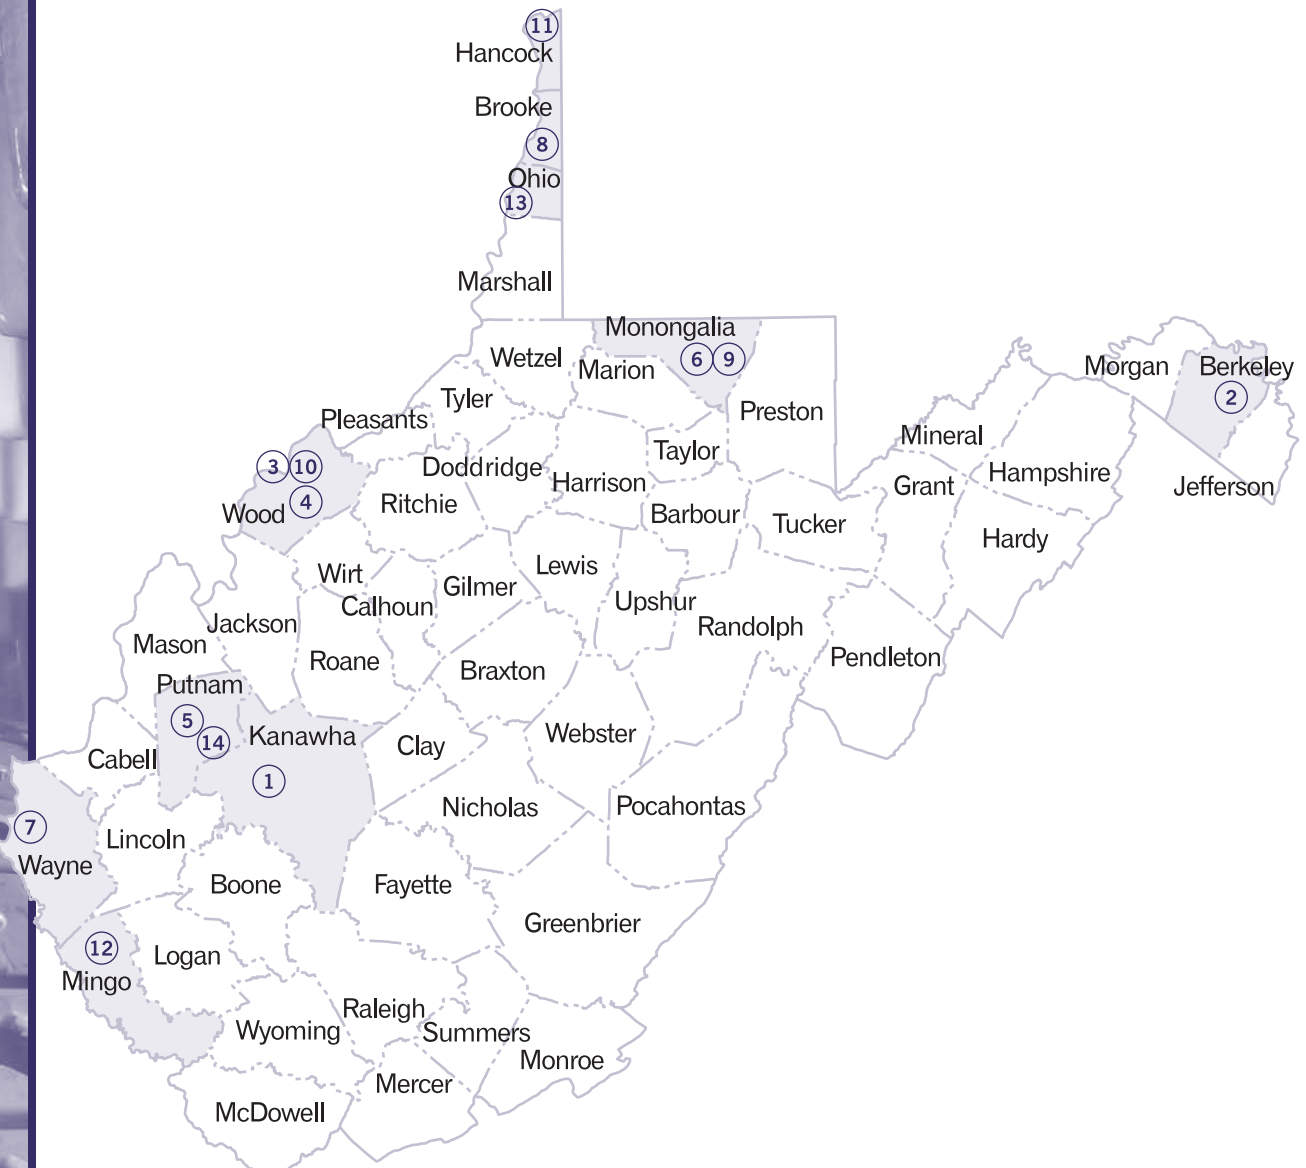 11
Hancock
Brooke
8
Ohio
13
Marshall
Monongalia
6 9
Wetzel
Marion
Morgan
Berkeley
2
Tyler
Pleasants
Preston
Mineral
Taylor
3 10
Doddridge
Harrison
Hampshire
Grant
Jefferson
4
Wood
Ritchie
Barbour
Tucker
Hardy
Wirt
Lewis
Gilmer
Calhoun
Upshur
Jackson
Randolph
Mason
Roane
Braxton
Pendleton
Putnam
5
14
Kanawha
Webster
Clay
Cabell
1
Nicholas
Pocahontas
7
Lincoln
Wayne
Boone
Fayette
Greenbrier
12
Logan
Mingo
Raleigh
Wyoming
Summers
Monroe
Mercer
McDowell